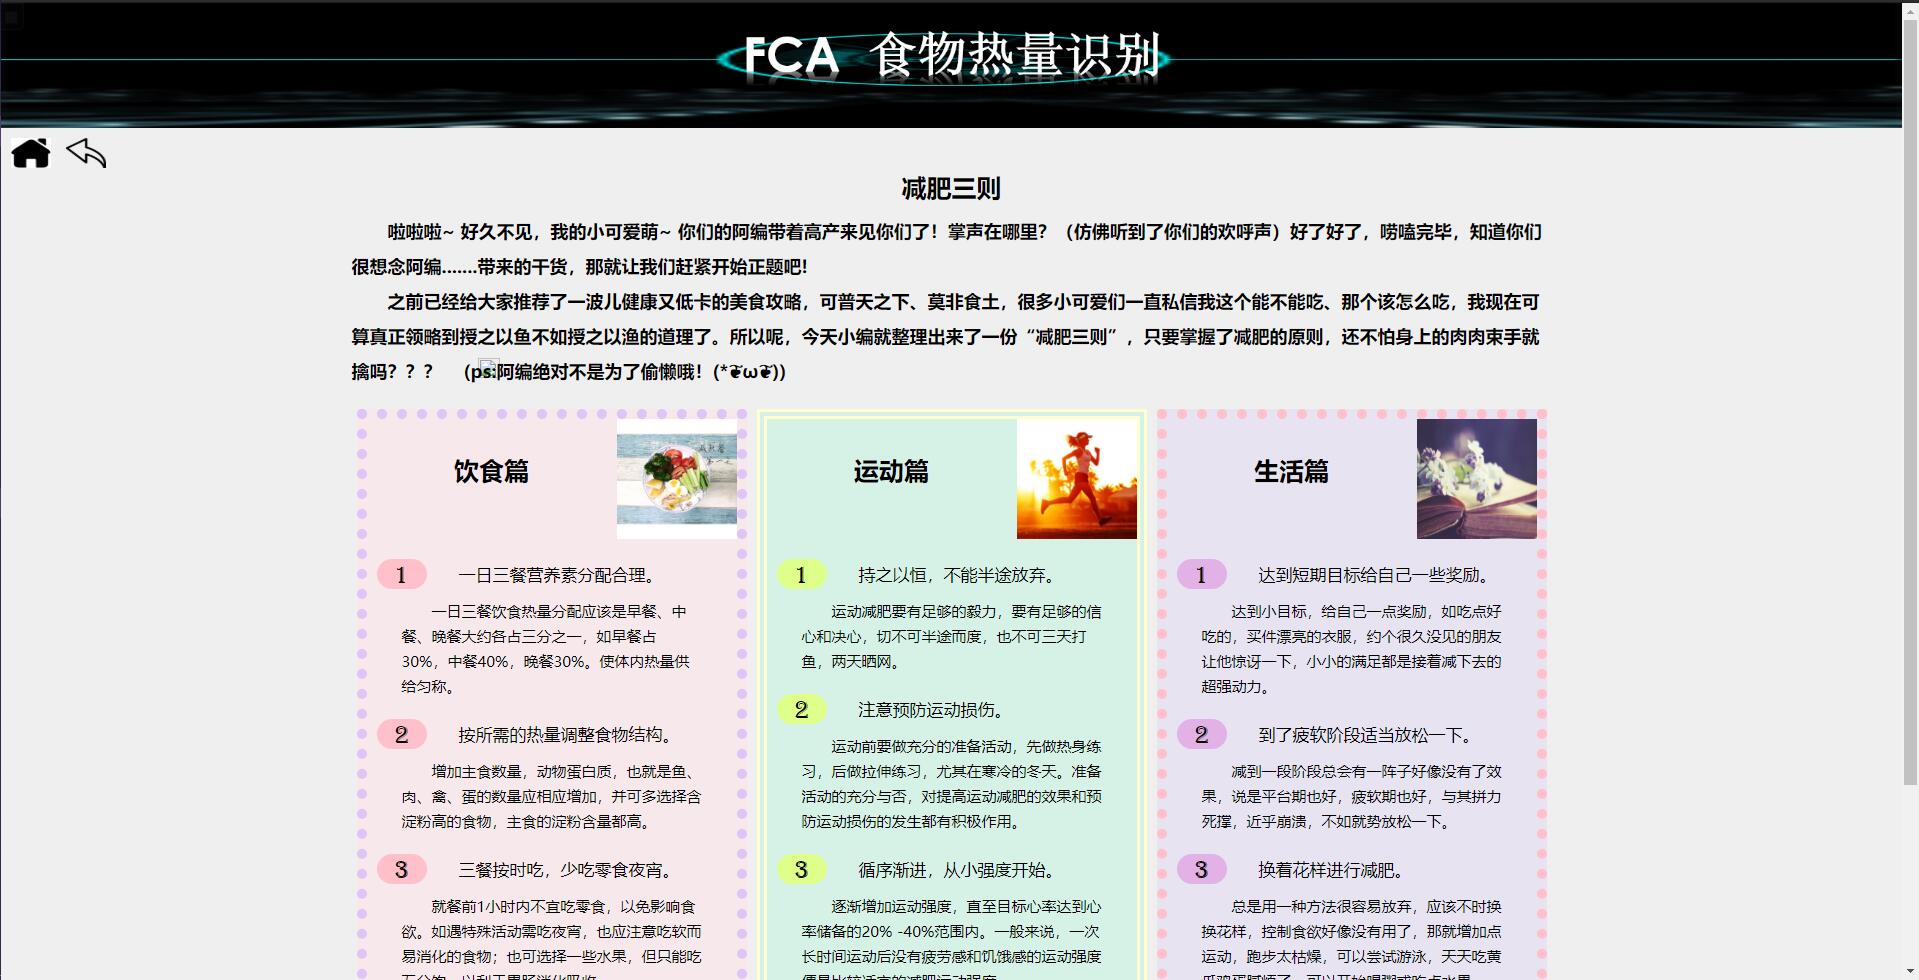 FCA 食物热量识别
减肥三则
啦啦啦~ 好久不见，我的小可爱萌~ 你们的阿编带着高产来见你们了！掌声在哪里？（仿佛听到了你们的欢呼声）好了好了，唠嗑完毕，知道你们
很想念阿编.......带来的干货，那就让我们赶紧开始正题吧!
之前已经给大家推荐了一波儿健康又低卡的美食攻略，可普天之下、莫非食土，很多小可爱们一直私信我这个能不能吃、那个该怎么吃，我现在可
算真正领略到授之以鱼不如授之以渔的道理了。所以呢，今天小编就整理出来了一份“减肥三则”，只要掌握了减肥的原则，还不怕身上的肉肉束手就
擒吗？？？ (ps:阿编绝对不是为了偷懒哦！(*❦ω❦))
饮食篇
1 一日三餐营养素分配合理。
一日三餐饮食热量分配应该是早餐、中
餐、晚餐大约各占三分之一，如早餐占
30%，中餐40%，晚餐30%。使体内热量供
给匀称。
2 按所需的热量调整食物结构。
增加主食数量，动物蛋白质，也就是鱼、
肉、禽、蛋的数量应相应增加，并可多选择含
淀粉高的食物，主食的淀粉含量都高。
3 三餐按时吃，少吃零食夜宵。
就餐前1小时内不宜吃零食，以免影响食
欲。如遇特殊活动需吃夜宵，也应注意吃软而
易消化的食物；也可选择一些水果，但只能吃
运动篇
1 持之以恒，不能半途放弃。
运动减肥要有足够的毅力，要有足够的信
心和决心，切不可半途而度，也不可三天打
鱼，两天晒网。
2 注意预防运动损伤。
运动前要做充分的准备活动，先做热身练
习，后做拉伸练习，尤其在寒冷的冬天。准备
活动的充分与否，对提高运动减肥的效果和预
防运动损伤的发生都有积极作用。
3 循序渐进，从小强度开始。
逐渐增加运动强度，直至目标心率达到心
率储备的20% -40%范围内。一般来说，一次
长时间运动后没有疲劳感和饥饿感的运动强度
生活篇
1 达到短期目标给自己一些奖励。
达到小目标，给自己一点奖励，如吃点好
吃的，买件漂亮的衣服，约个很久没见的朋友
让他惊讶一下，小小的满足都是接着减下去的
超强动力。
2 到了疲软阶段适当放松一下。
减到一段阶段总会有一阵子好像没有了效
果，说是平台期也好，疲软期也好，与其拼力
死撑，近乎崩溃，不如就势放松一下。
3 换着花样进行减肥。
总是用一种方法很容易放弃，应该不时换
换花样，控制食欲好像没有用了，那就增加点
运动，跑步太枯燥，可以尝试游泳，天天吃黄